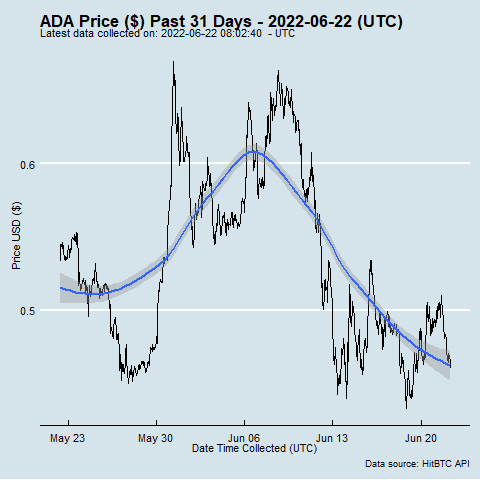 ADA Price ($) Past 31 Days - 2022-06-22 (UTC)
Latest data collected on: 2022-06-22 08:02:40 - UTC
0.6
0.5
Price USD ($)
May 23 May 30 Jun 06 Jun 13 Jun 20
Date Time Collected (UTC)
Data source: HitBTC API